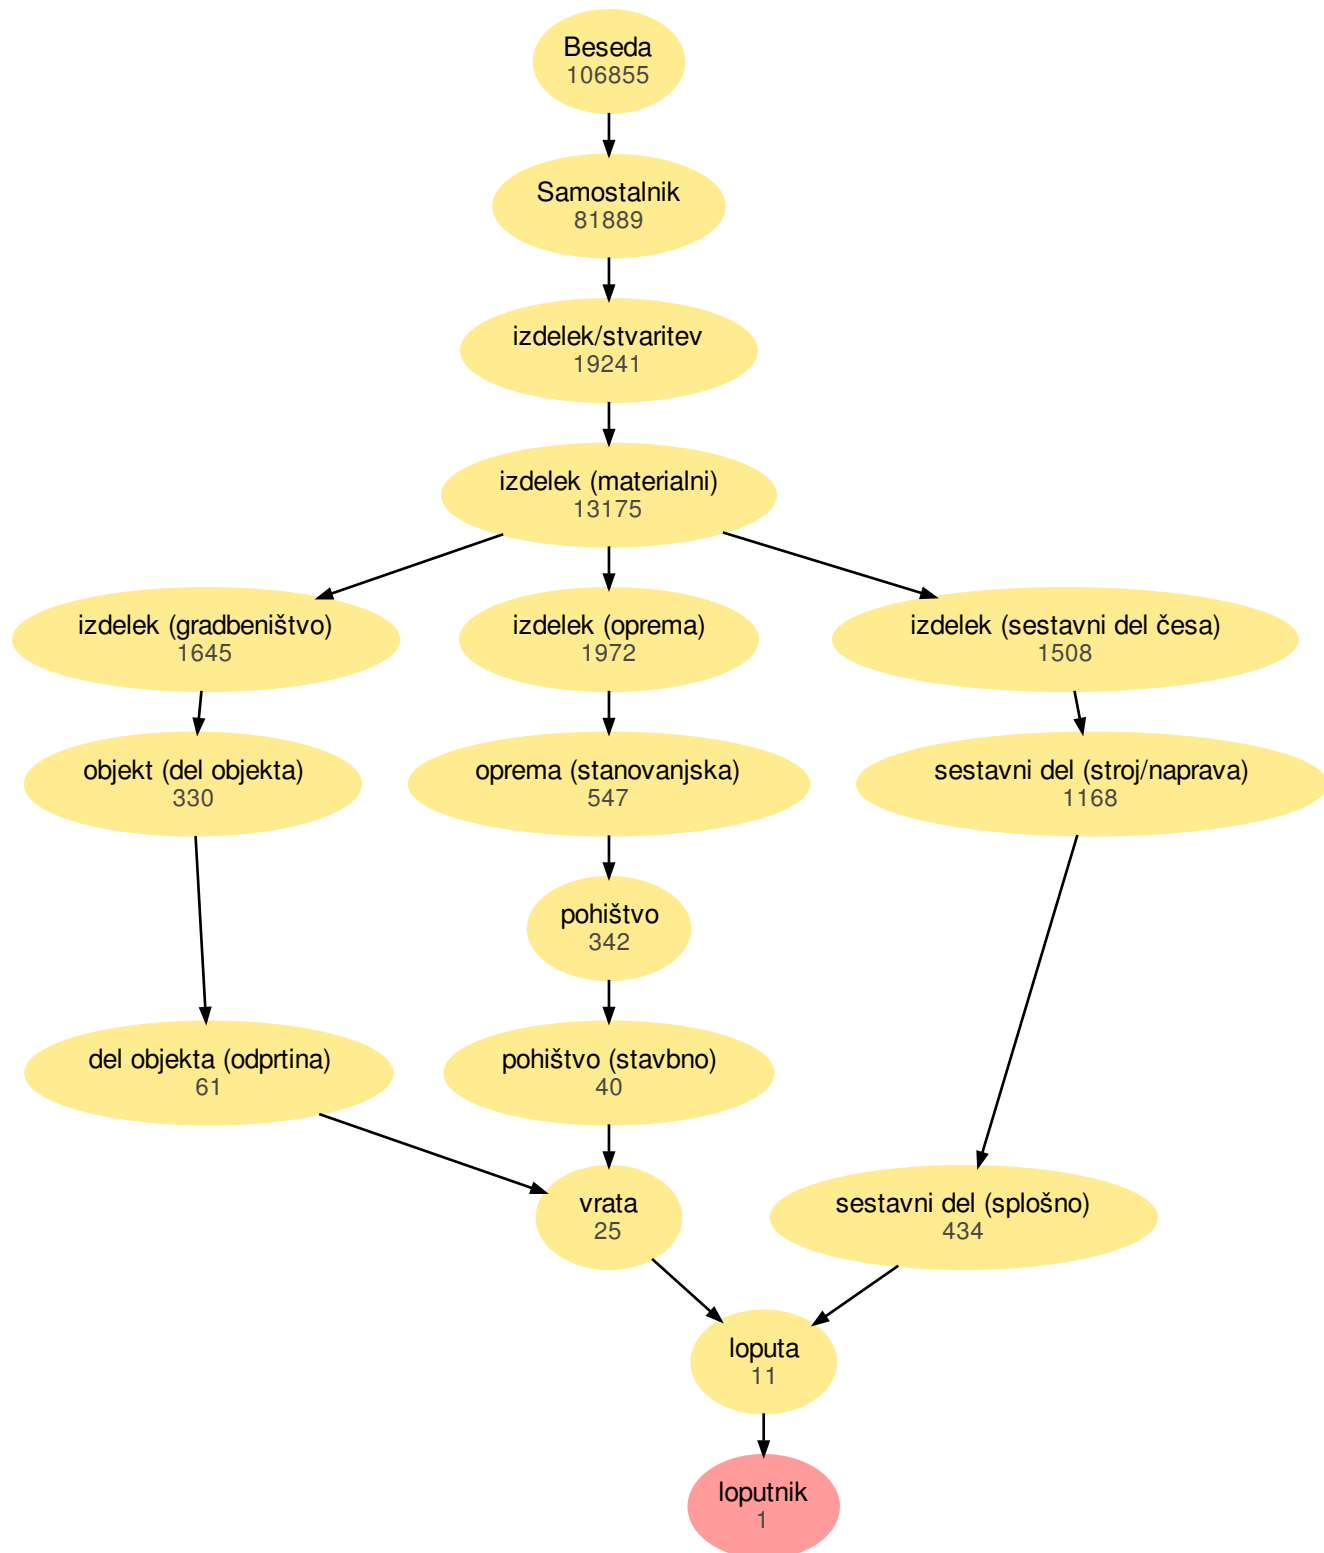 Beseda
106855
Samostalnik
81889
izdelek/stvaritev
19241
izdelek (materialni)
13175
izdelek (gradbeništvo)
1645
izdelek (oprema)
1972
izdelek (sestavni del česa)
1508
objekt (del objekta)
330
oprema (stanovanjska)
547
sestavni del (stroj/naprava)
1168
pohištvo
342
del objekta (odprtina)
61
pohištvo (stavbno)
40
vrata
25
sestavni del (splošno)
434
loputa
11
loputnik
1